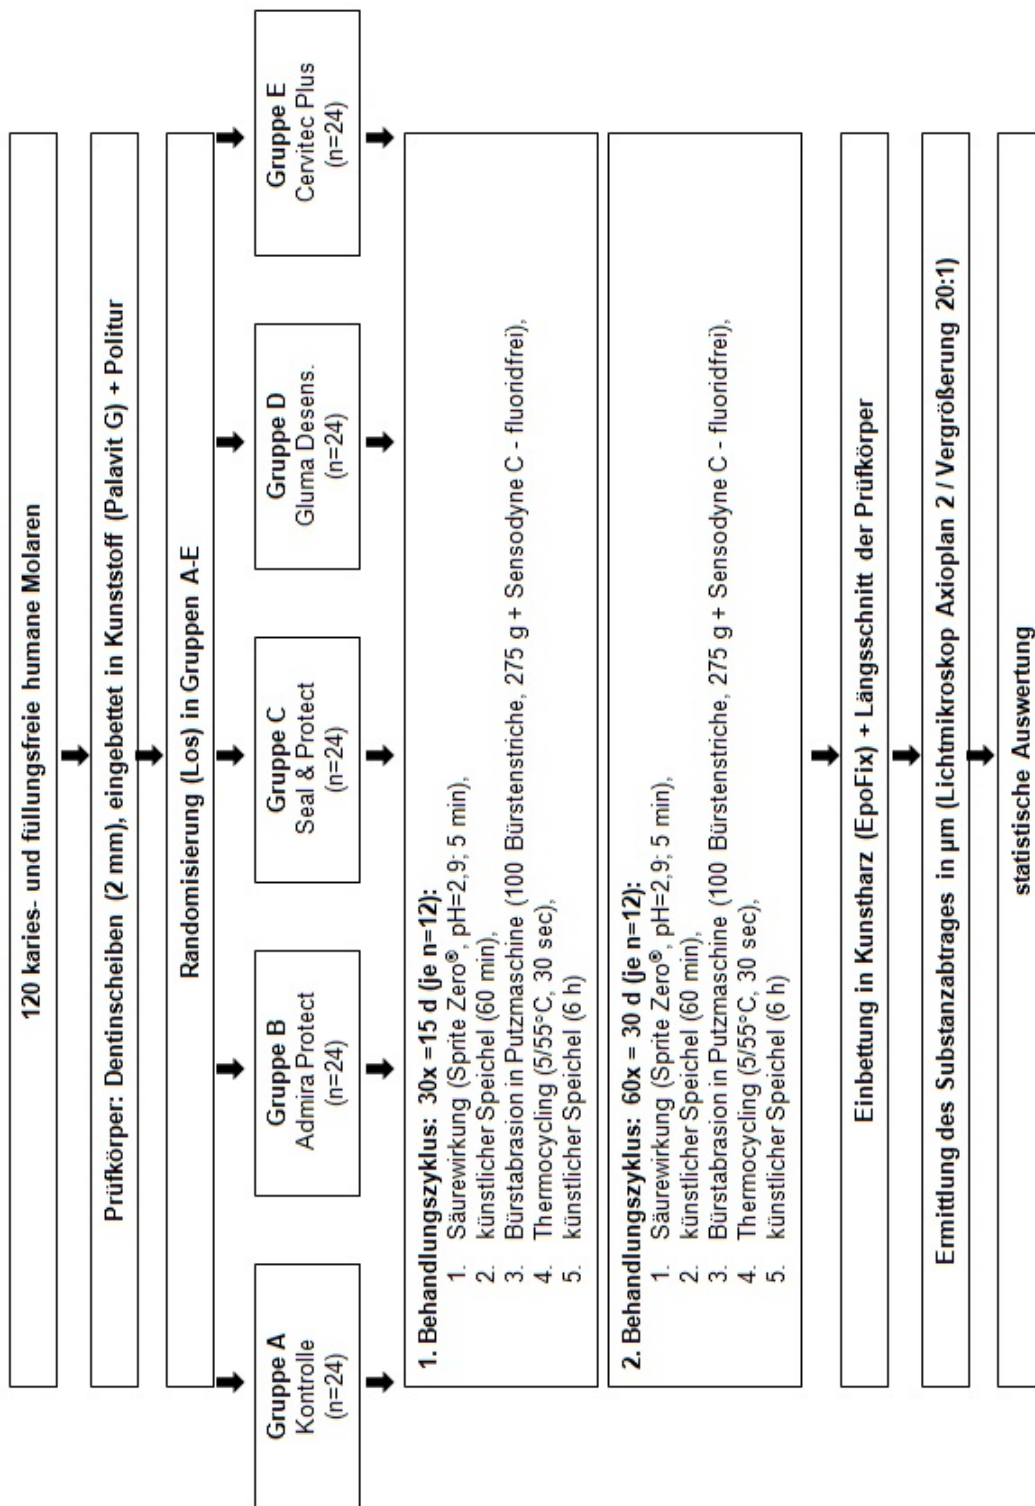 120 karies- und füllungsfreie humane Molaren
Prüfkörper: Dentinscheiben (2 mm), eingebettet in Kunststoff (Palavit G) + Politur
Randomisierung (Los) in Gruppen A-E
Gruppe A
Kontrolle
(n=24)
Gruppe B
Admira Protect
(n=24)
Gruppe C
Seal & Protect
(n=24)
Gruppe D
Gluma Desens.
(n=24)
Gruppe E
Cervitec Plus
(n=24)
1. Behandlungszyklus: 30x =15 d (je n=12):
1. Säurewirkung (Sprite Zero®, pH=2,9; 5 min),
2. künstlicher Speichel (60 min),
3. Bürstabrasion in Putzmaschine (100 Bürstenstriche, 275 g + Sensodyne C - fluoridfrei),
4. Thermocycling (5/55°C, 30 sec),
5. künstlicher Speichel (6 h)
2. Behandlungszyklus: 60x = 30 d (je n=12):
1. Säurewirkung (Sprite Zero®, pH=2,9; 5 min),
2. künstlicher Speichel (60 min),
3. Bürstabrasion in Putzmaschine (100 Bürstenstriche, 275 g + Sensodyne C - fluoridfrei),
4. Thermocycling (5/55°C, 30 sec),
5. künstlicher Speichel (6 h)
Einbettung in Kunstharz (EpoFix) + Längsschnitt der Prüfkörper
Ermittlung des Substanzabtrages in µm (Lichtmikroskop Axioplan 2 / Vergrößerung 20:1)
statistische Auswertung